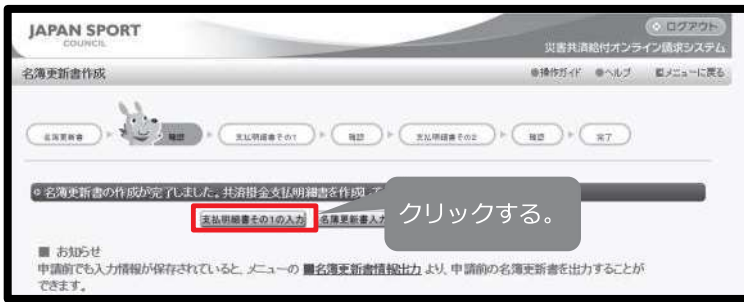 JAPAN SPORT
COUNCIL
ログアウト
災害共済給付オンライン請求システム
名簿更新書作成
操作ガイド ヘルプ メニューに戻る
名簿更新書 確認 支払明細書その1 確認 支払明細書その2 確認 完了
名簿更新書の作成が完了しました。共済掛金支払明細書を作成して
支払明細書その1の入力 名簿更新書入力
クリックする。
■ お知らせ
申請前でも入力情報が保存されていると、メニューの ■名簿更新書情報出力 より、申請前の名簿更新書を出力することが
できます。